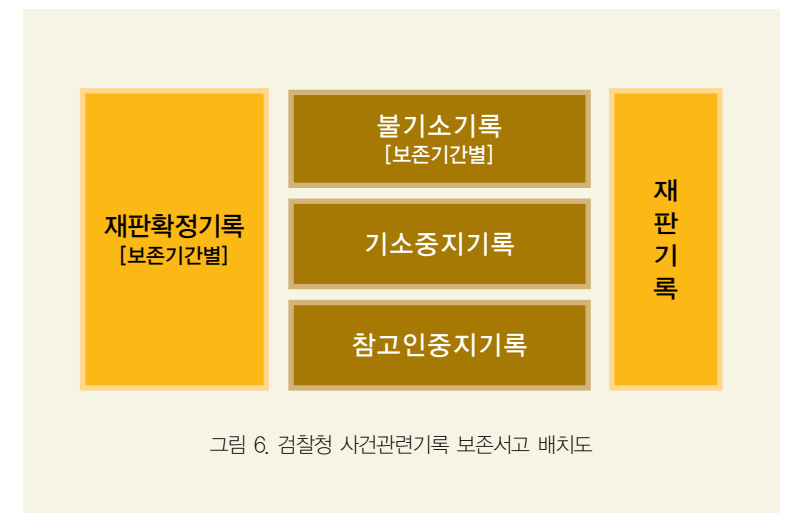 재판확정기록
[보존기간별]
불기소기록
[보존기간별]
기소중지기록
참고인중지기록
재
판
기
록
그림 6. 검찰청 사건관련기록 보존서고 배치도